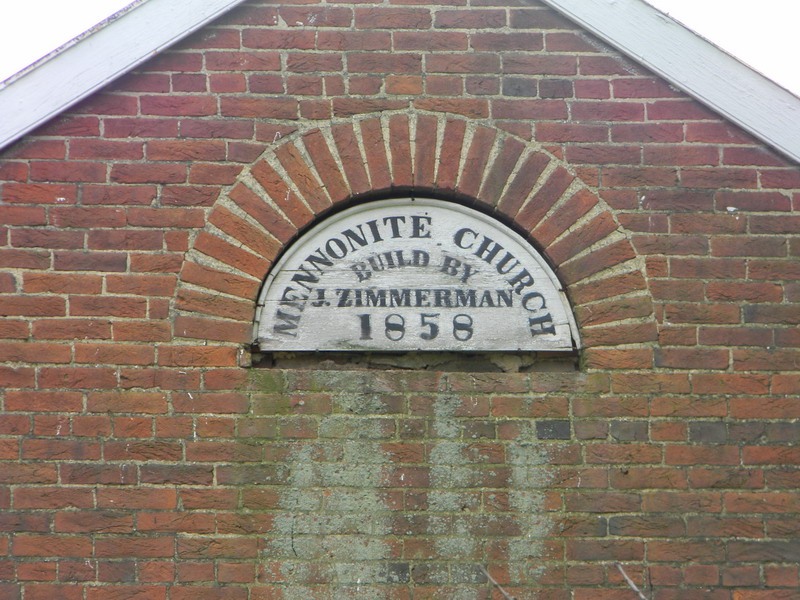 MENNONITE CHURCH
BUILD BY
J. ZIMMERMAN
1858